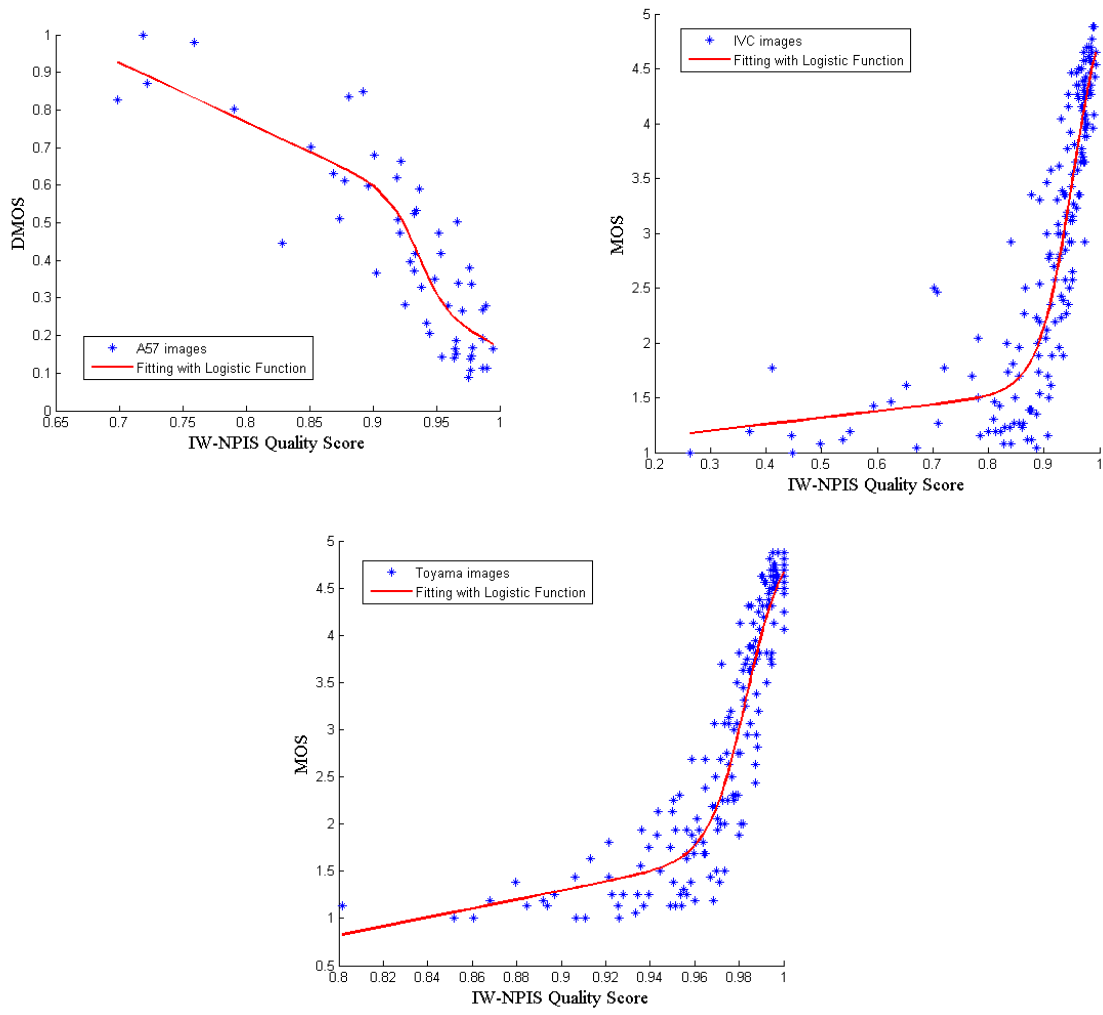 1
0.9
0.8
0.7
0.6
0.5
0.4
0.3
0.2
0.1
0
DMOS
A57 images
Fitting with Logistic Function
0.65 0.7 0.75 0.8 0.85 0.9 0.95 1
IW-NPIS Quality Score
4.5
4
3.5
3
2.5
2
1.5
1
MOS
IVC images
Fitting with Logistic Function
0.2 0.3 0.4 0.5 0.6 0.7 0.8 0.9 1
IW-NPIS Quality Score
5
4.5
4
3.5
3
2.5
2
1.5
1
0.5
MOS
Toyama images
Fitting with Logistic Function
0.8 0.82 0.84 0.86 0.88 0.9 0.92 0.94 0.96 0.98 1
IW-NPIS Quality Score